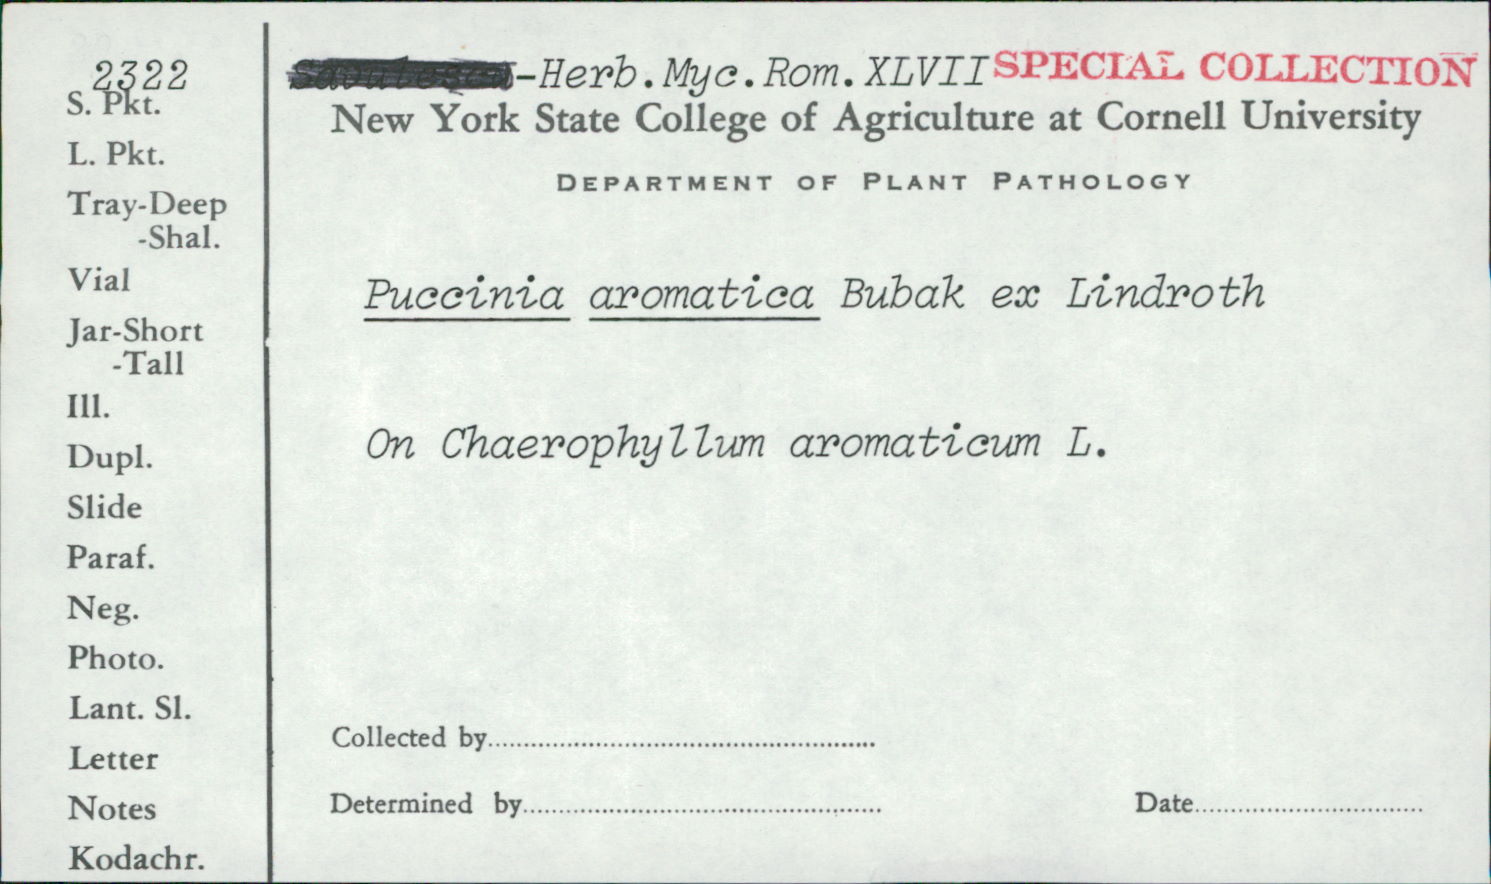 2322
-Herb.Myc.Rom.XLVII SPECIAL COLLECTION
New York State College of Agriculture at Cornell University
DEPARTMENT OF PLANT PATHOLOGY
S. Pkt.
L. Pkt.
Tray-Deep
-Shal.
Vial
Jar-Short
-Tall
Ill.
Dupl.
Slide
Paraf.
Neg.
Photo.
Lant. Sl.
Letter
Notes
Kodachr.
Puccinia aromatica Bubak ex Lindroth
On Chaerophyllum aromaticum L.
Collected by
Determined by
Date